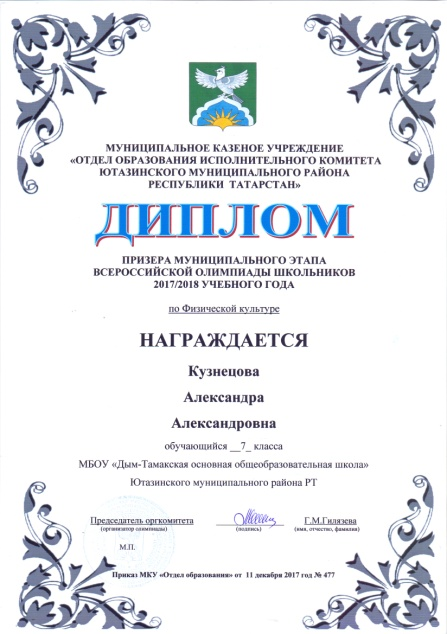 МУНИЦИПАЛЬНОЕ КАЗЕНОЕ УЧРЕЖДЕНИЕ
«ОТДЕЛ ОБРАЗОВАНИЯ ИСПОЛНИТЕЛЬНОГО КОМИТЕТА
ЮТАЗИНСКОГО МУНИЦИПАЛЬНОГО РАЙОНА
РЕСПУБЛИКИ ТАТАРСТАН»
ДИПЛОМ
ПРИЗЕРА МУНИЦИПАЛЬНОГО ЭТАПА
ВСЕРОССИЙСКОЙ ОЛИМПИАДЫ ШКОЛЬНИКОВ
2017/2018 УЧЕБНОГО ГОДА
по Физической культуре
НАГРАЖДАЕТСЯ
Кузнецова
Александра
Александровна
обучающийся __7_ класса
МБОУ «Дым-Тамакская основная общеобразовательная школа»
Ютазинского муниципального района РТ
Председатель оргкомитета Г.М.Гилязева
(организатор олимпиады) (подпись) (имя, отчество, фамилия)
М.П.
Приказ МКУ «Отдел образования» от 11 декабря 2017 год № 477